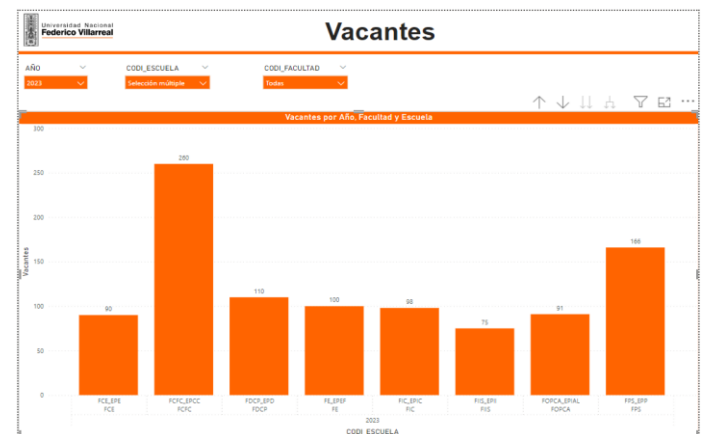 Universidad Nacional
Federico Villarreal
Vacantes
AÑO
CODI_ESCUELA
CODI_FACULTAD
2023
Selección múltiple
Todas
Vacantes por Año, Facultad y Escuela
Vacantes
300
250
200
150
100
50
0
90
260
110
100
98
75
91
166
FCE_EPE
FCFC_EPCC
FDCP_EPD
FE_EPEF
FIC_EPIC
FIIS_EPII
FOPCA_EPIAL
FPS_EPP
FCE
FCFC
FDCP
FE
FIC
FIIS
FOPCA
FPS
2023
CODI_ESCUELA